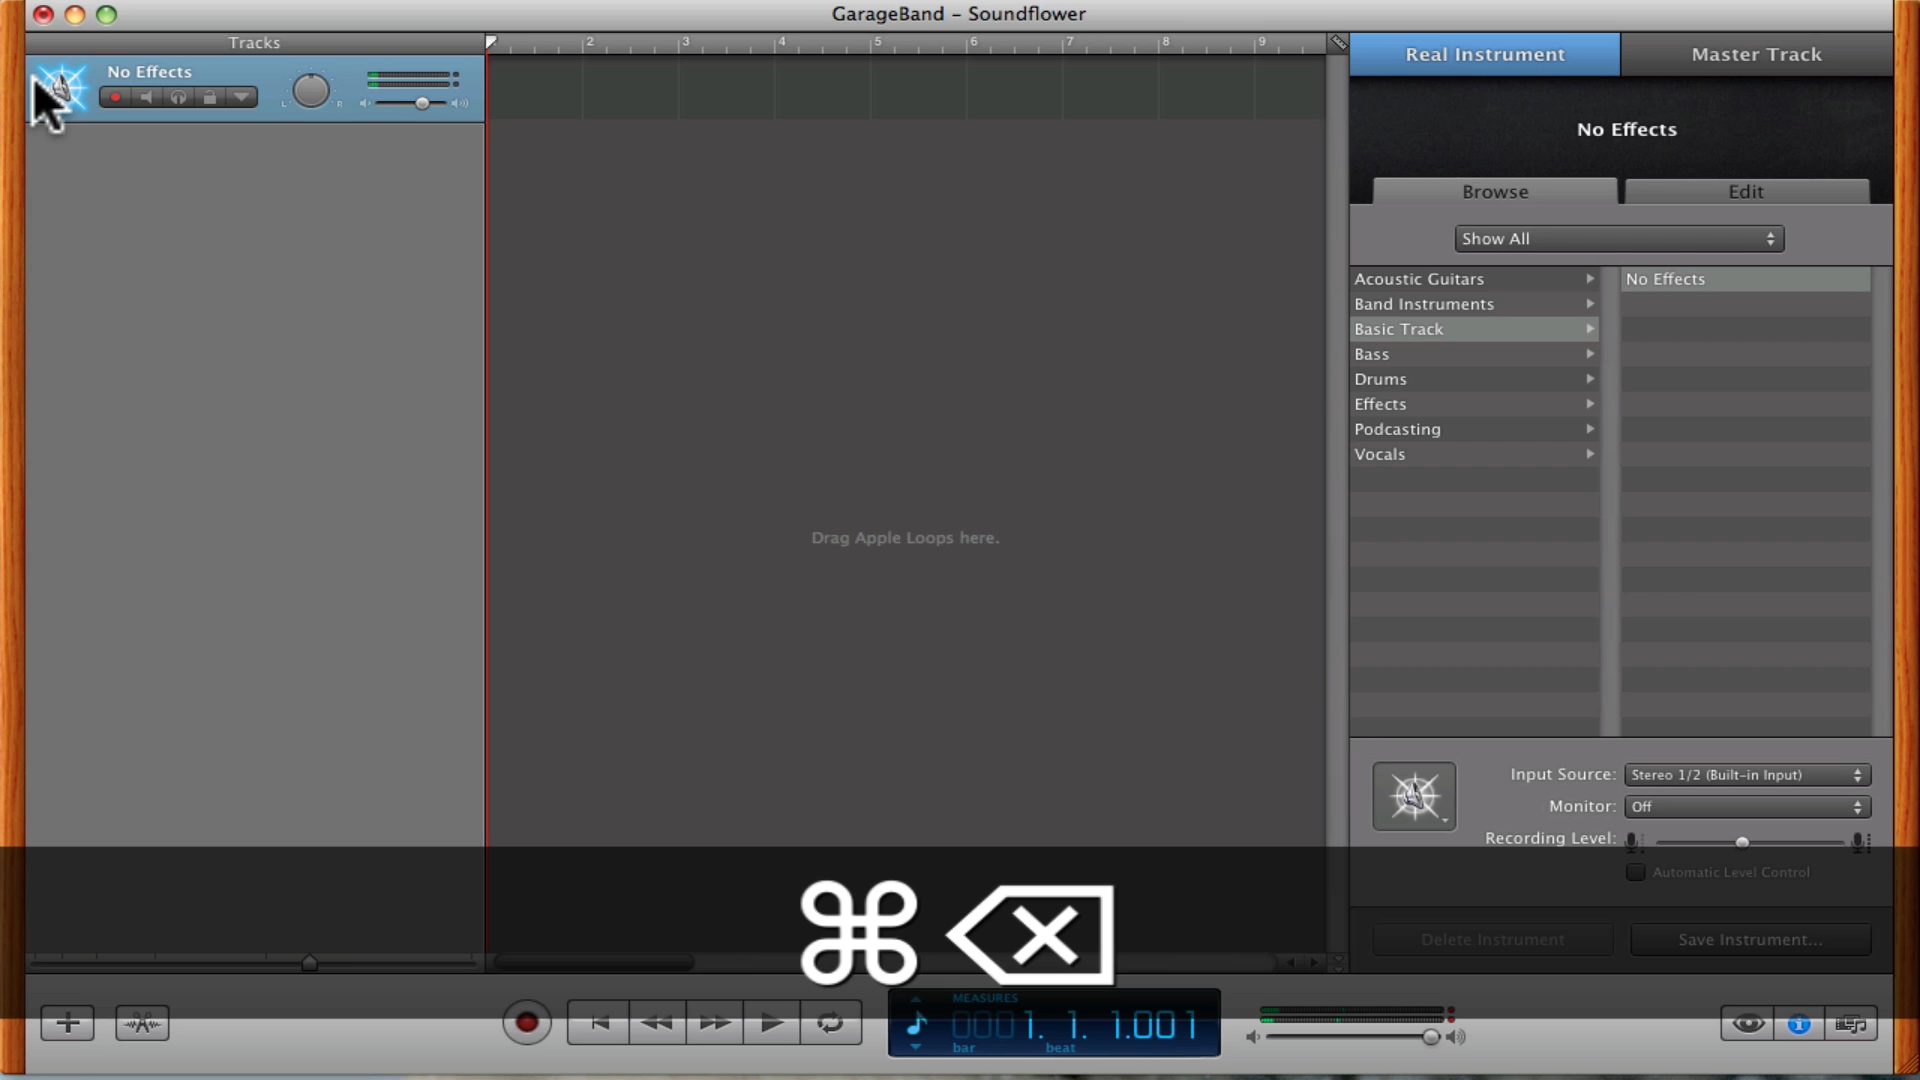 GarageBand – Soundflower
Tracks
2 3 4 5 6 7 8 9
Real Instrument Master Track
No Effects
L R
No Effects
Browse Edit
Show All
Acoustic Guitars No Effects
Band Instruments
Basic Track
Bass
Drums
Effects
Podcasting
Vocals
Drag Apple Loops here.
Input Source: Stereo 1/2 (Built-in Input)
Monitor: Off
Recording Level:
Automatic Level Control
⌘ ⌫
Delete Instrument Save Instrument...
MEASURES
0001. 1. 1.001
bar beat